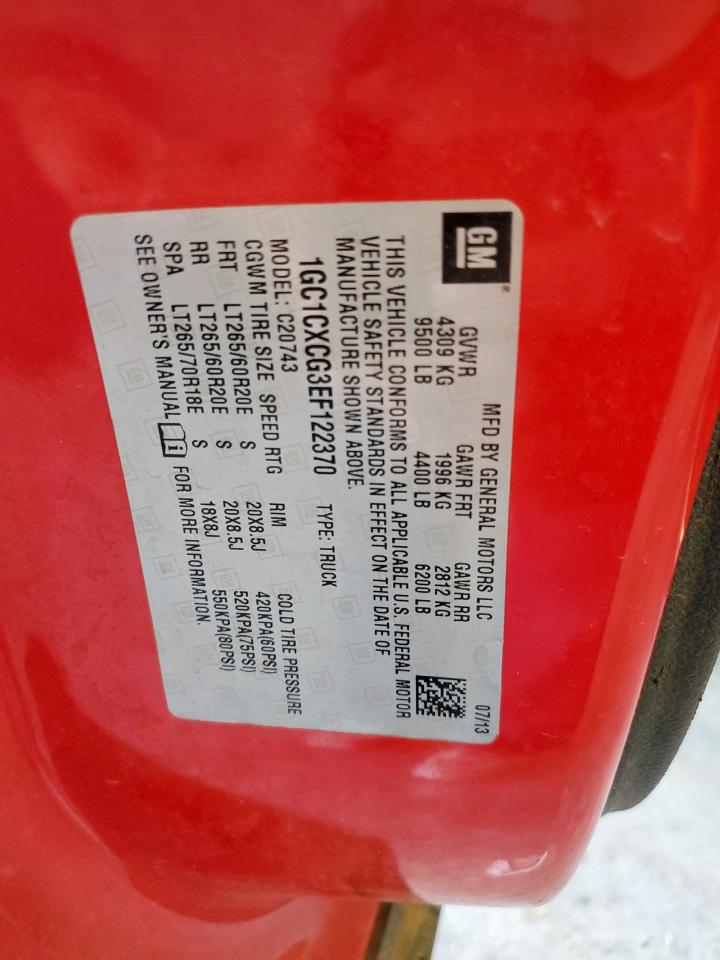 GM
MFD BY GENERAL MOTORS LLC 07/13
GVWR GAWR FRT GAWR RR
4309 KG 1996 KG 2812 KG
9500 LB 4400 LB 6200 LB
THIS VEHICLE CONFORMS TO ALL APPLICABLE U.S. FEDERAL MOTOR
VEHICLE SAFETY STANDARDS IN EFFECT ON THE DATE OF
MANUFACTURE SHOWN ABOVE.
1GC1CXCG3EF122370 TYPE: TRUCK
MODEL: C20743
CGWM TIRE SIZE SPEED RTG RIM COLD TIRE PRESSURE
FRT LT265/60R20E S 20X8.5J 420KPA(60PSI)
RR LT265/60R20E S 20X8.5J 520KPA(75PSI)
SPA LT265/70R18E S 18X8J 550KPA(80PSI)
SEE OWNER'S MANUAL FOR MORE INFORMATION.